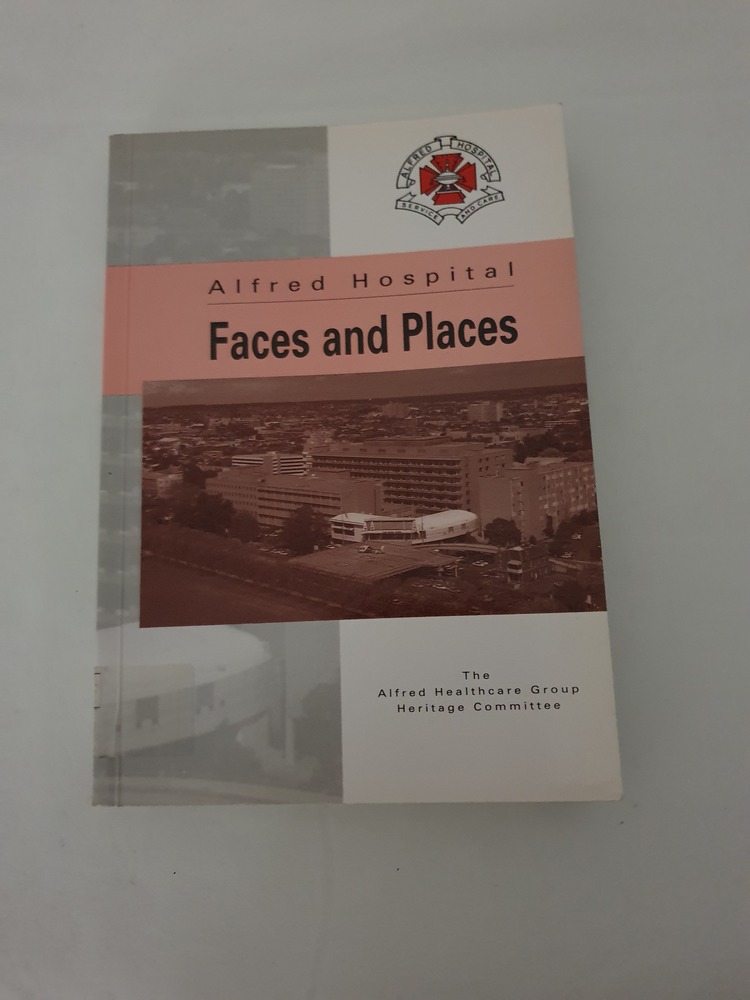 ALFRED HOSPITAL
SERVICE AND CARE
Alfred Hospital
Faces and Places
The
Alfred Healthcare Group
Heritage Committee